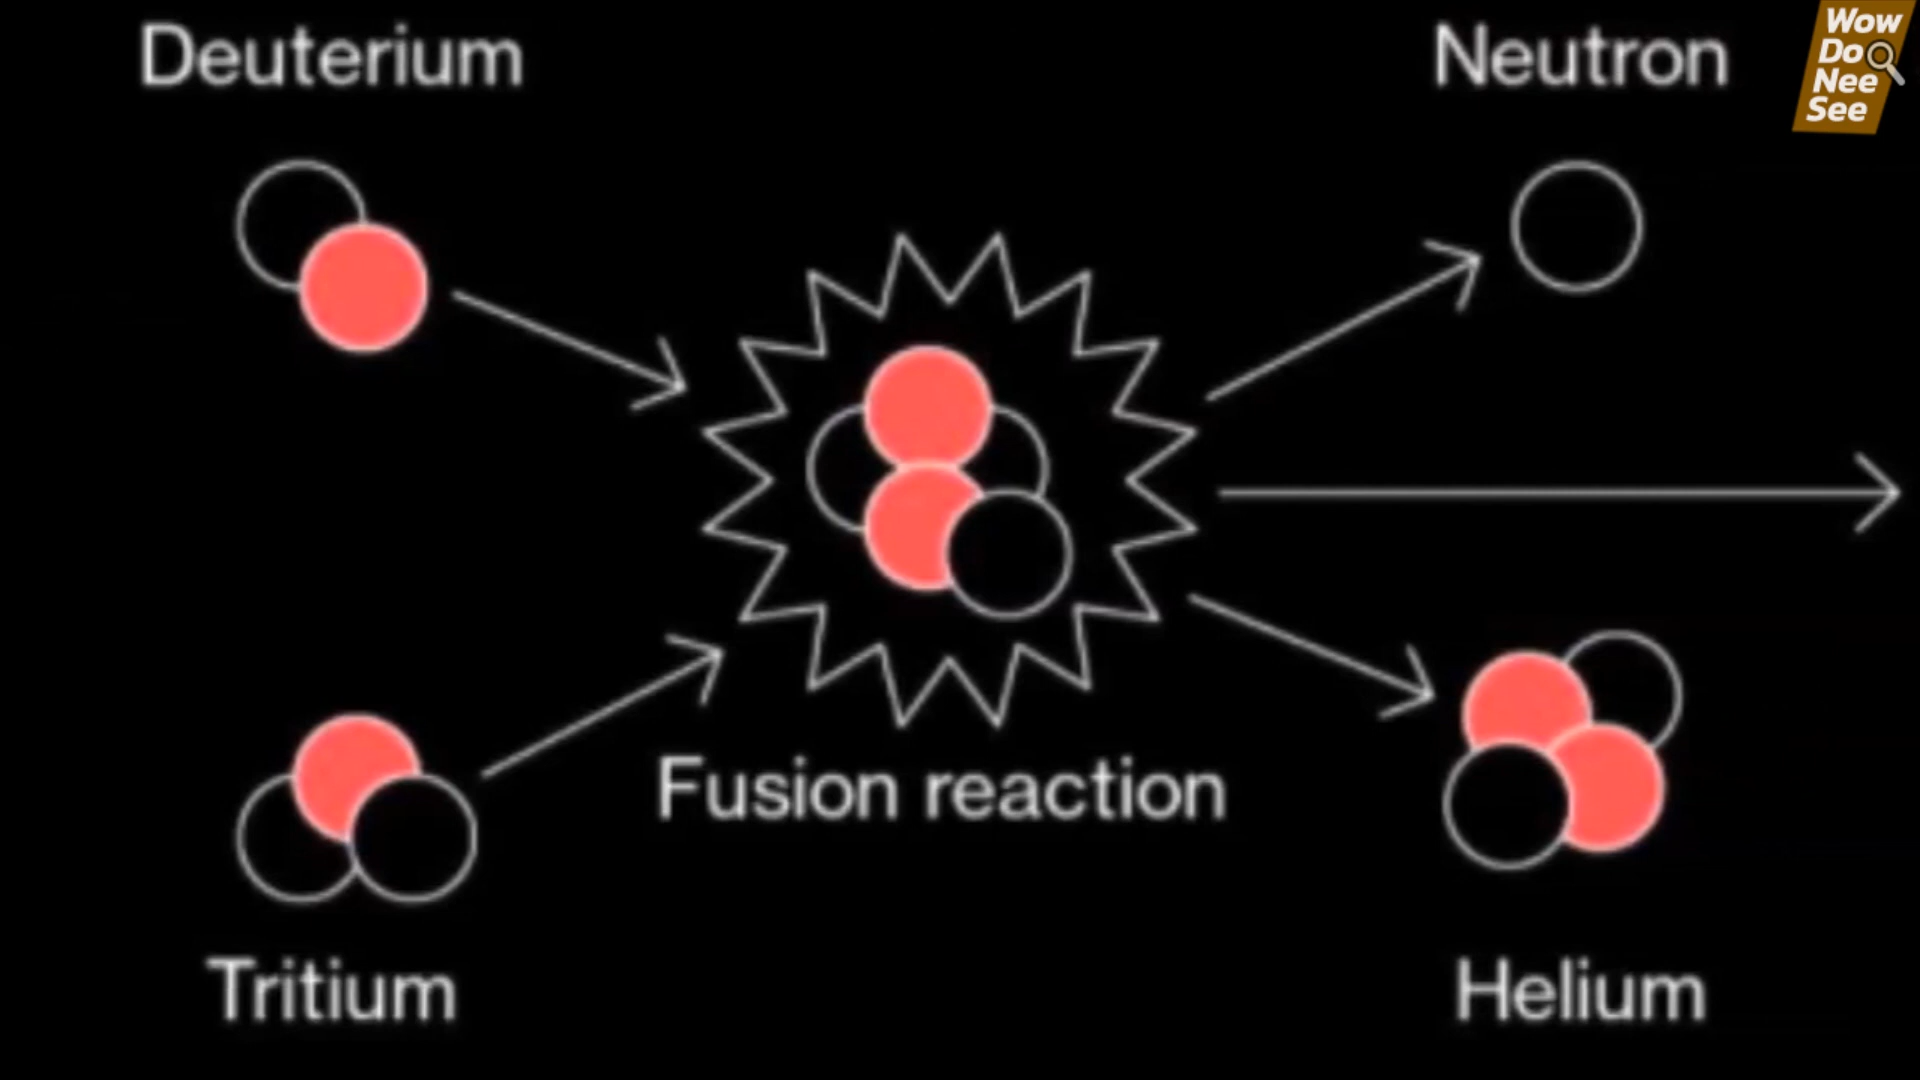 Deuterium
Neutron
Wow
Do
Nee
See
Fusion reaction
Tritium
Helium